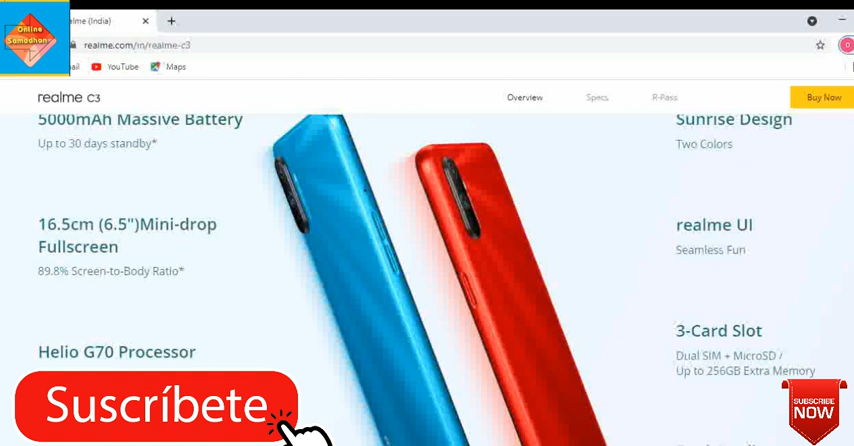 Online
Samadhan
lme (India)
realme.com/in/realme-c3
ail YouTube Maps
realme C3
Overview Specs R-Pass Buy Now
5000mAh Massive Battery
Up to 30 days standby*
Sunrise Design
Two Colors
16.5cm (6.5")Mini-drop
Fullscreen
89.8% Screen-to-Body Ratio*
realme UI
Seamless Fun
Helio G70 Processor
3-Card Slot
Dual SIM + MicroSD /
Up to 256GB Extra Memory
Suscríbete
SUBSCRIBE
NOW